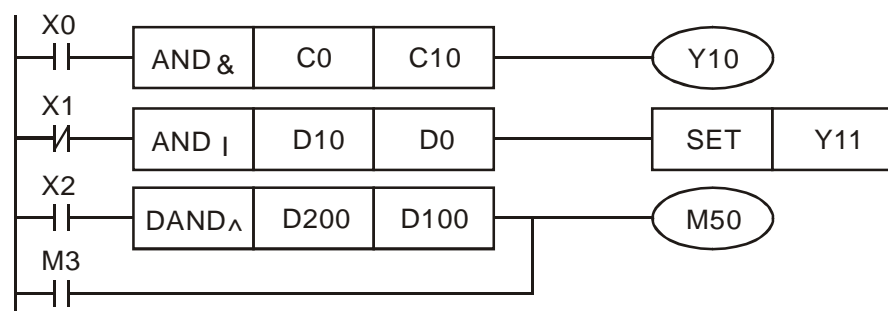 X0
AND & C0 C10 Y10
X1
AND | D10 D0 SET Y11
X2
DAND ^ D200 D100 M50
M3